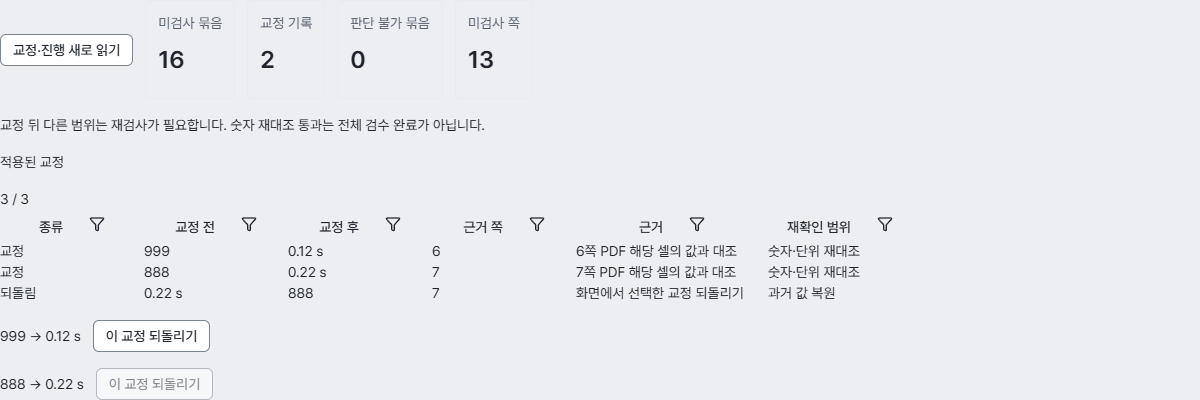 교정·진행 새로 읽기
미검사 묶음
16
교정 기록
2
판단 불가 묶음
0
미검사 쪽
13
교정 뒤 다른 범위는 재검사가 필요합니다. 숫자 재대조 통과는 전체 검수 완료가 아닙니다.
적용된 교정
3 / 3
종류 교정 전 교정 후 근거 쪽 근거 재확인 범위
교정 999 0.12 s 6 6쪽 PDF 해당 셀의 값과 대조 숫자·단위 재대조
교정 888 0.22 s 7 7쪽 PDF 해당 셀의 값과 대조 숫자·단위 재대조
되돌림 0.22 s 888 7 화면에서 선택한 교정 되돌리기 과거 값 복원
999 → 0.12 s 이 교정 되돌리기
888 → 0.22 s 이 교정 되돌리기